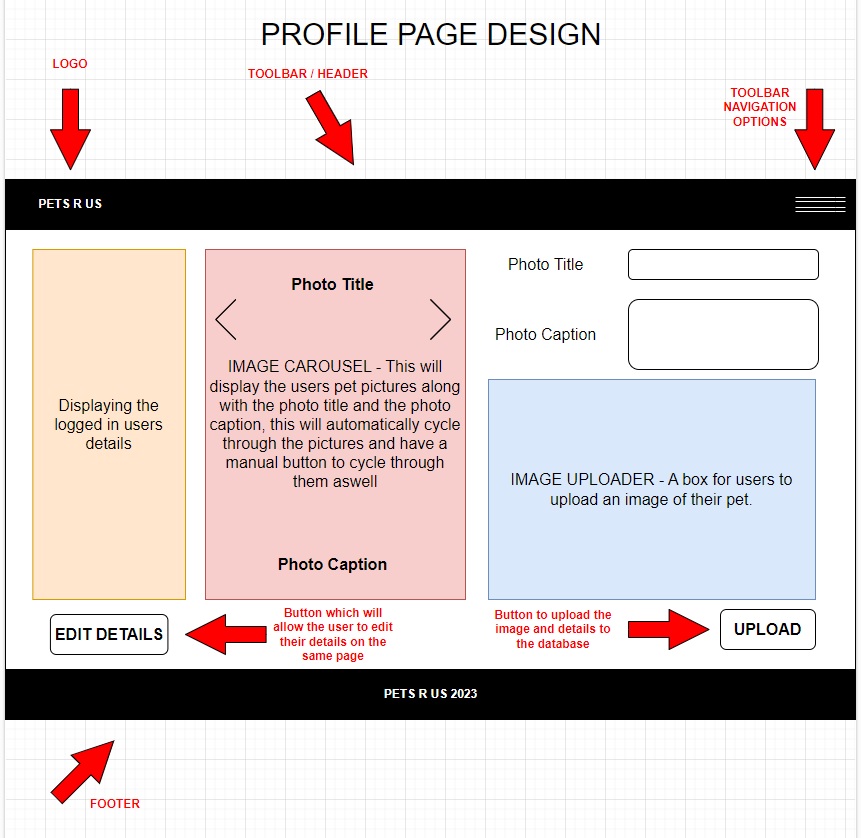 PROFILE PAGE DESIGN
LOGO
TOOLBAR / HEADER
TOOLBAR
NAVIGATION
OPTIONS
PETS R US
Displaying the
logged in users
details
Photo Title
IMAGE CAROUSEL - This will
display the users pet pictures along
with the photo title and the photo
caption, this will automatically cycle
through the pictures and have a
manual button to cycle through
them aswell
Photo Caption
Photo Title
Photo Caption
IMAGE UPLOADER - A box for users to
upload an image of their pet.
EDIT DETAILS
Button which will
allow the user to edit
their details on the
same page
Button to upload the
image and details to
the database
UPLOAD
PETS R US 2023
FOOTER